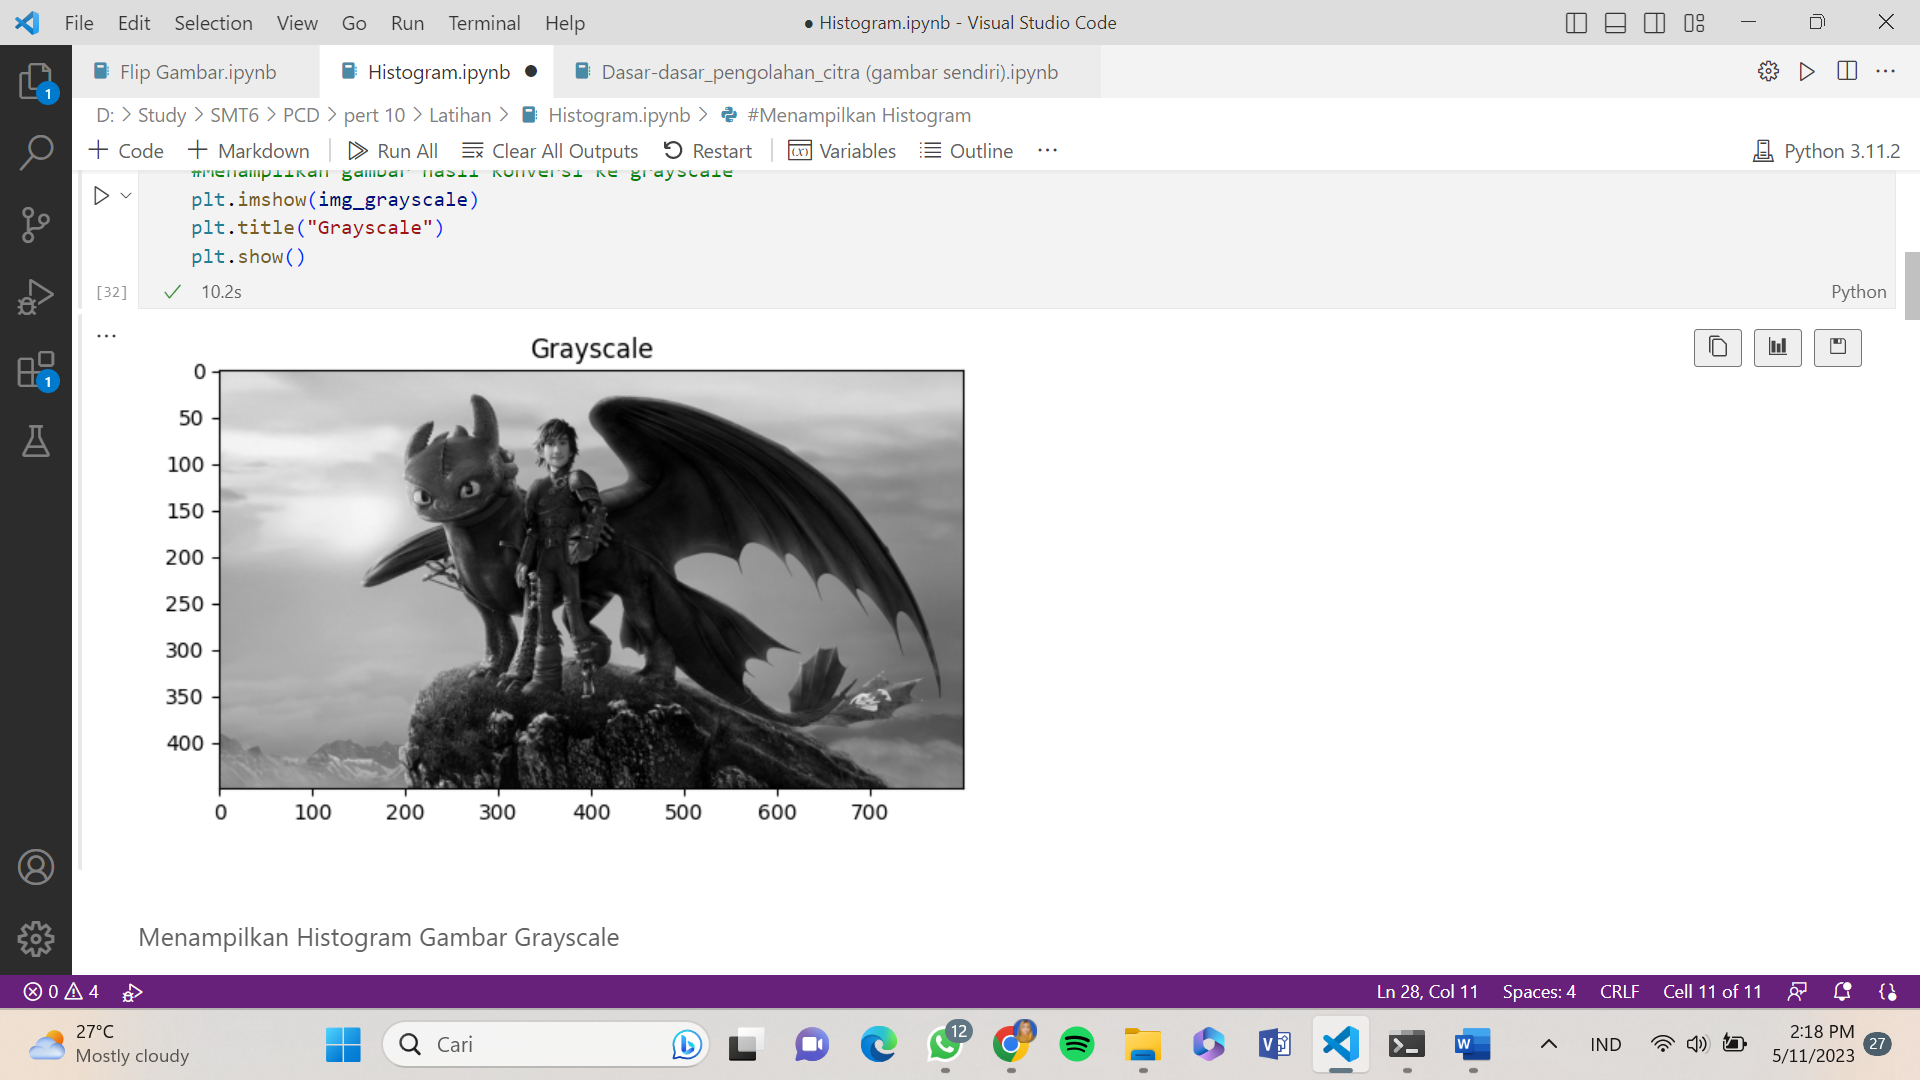 File Edit Selection View Go Run Terminal Help
● Histogram.ipynb - Visual Studio Code
Flip Gambar.ipynb
Histogram.ipynb ●
Dasar-dasar_pengolahan_citra (gambar sendiri).ipynb
D: > Study > SMT6 > PCD > pert 10 > Latihan > Histogram.ipynb > #Menampilkan Histogram
+ Code + Markdown Run All Clear All Outputs Restart Variables Outline ... Python 3.11.2
#Menampilkan gambar hasil konversi ke grayscale
plt.imshow(img_grayscale)
plt.title("Grayscale")
plt.show()
[32] ✓ 10.2s Python
...
Grayscale
0
50
100
150
200
250
300
350
400
0 100 200 300 400 500 600 700
Menampilkan Histogram Gambar Grayscale
1
1
0 4 Ln 28, Col 11 Spaces: 4 CRLF Cell 11 of 11
27°C
Mostly cloudy
Cari
12
IND
2:18 PM
5/11/2023
27